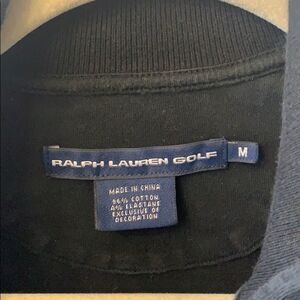 RALPH LAUREN GOLF M
MADE IN CHINA
96% COTTON
4% ELASTANE
EXCLUSIVE OF
DECORATION